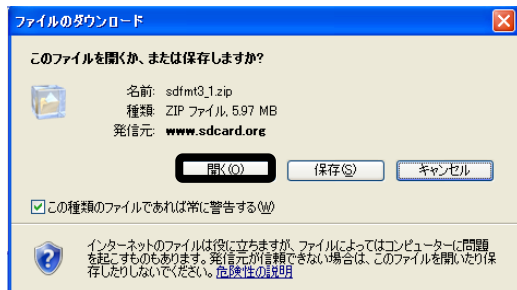 ファイルのダウンロード
このファイルを開くか、または保存しますか?
名前: sdfmt3_1.zip
種類: ZIP ファイル, 5.97 MB
発信元: www.sdcard.org
開く(O) 保存(S) キャンセル
この種類のファイルであれば常に警告する(W)
インターネットのファイルは役に立ちますが、ファイルによってはコンピューターに問題
を起こすものもあります。発信元が信頼できない場合は、このファイルを開いたり保
存したりしないでください。危険性の説明